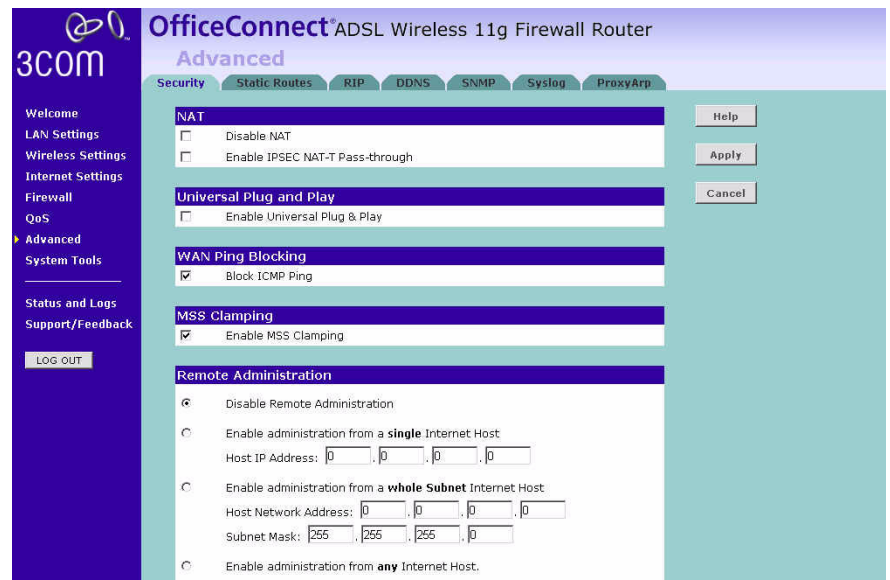 3COM
OfficeConnect® ADSL Wireless 11g Firewall Router
Advanced
Security Static Routes RIP DDNS SNMP Syslog ProxyArp
Welcome
LAN Settings
Wireless Settings
Internet Settings
Firewall
QoS
Advanced
System Tools
Status and Logs
Support/Feedback
LOG OUT
NAT
Disable NAT
Enable IPSEC NAT-T Pass-through
Universal Plug and Play
Enable Universal Plug & Play
WAN Ping Blocking
Block ICMP Ping
MSS Clamping
Enable MSS Clamping
Remote Administration
Disable Remote Administration
Enable administration from a single Internet Host
Host IP Address: 0 . 0 . 0 . 0
Enable administration from a whole Subnet Internet Host
Host Network Address: 0 . 0 . 0 . 0
Subnet Mask: 255 . 255 . 255 . 0
Enable administration from any Internet Host.
Help
Apply
Cancel